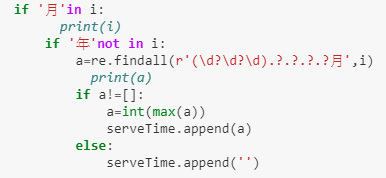 if '月'in i:
print(i)
if '年'not in i:
a=re.findall(r'(\d?\d?\d).?.?.?.?月',i)
print(a)
if a!=[]:
a=int(max(a))
serveTime.append(a)
else:
serveTime.append('')